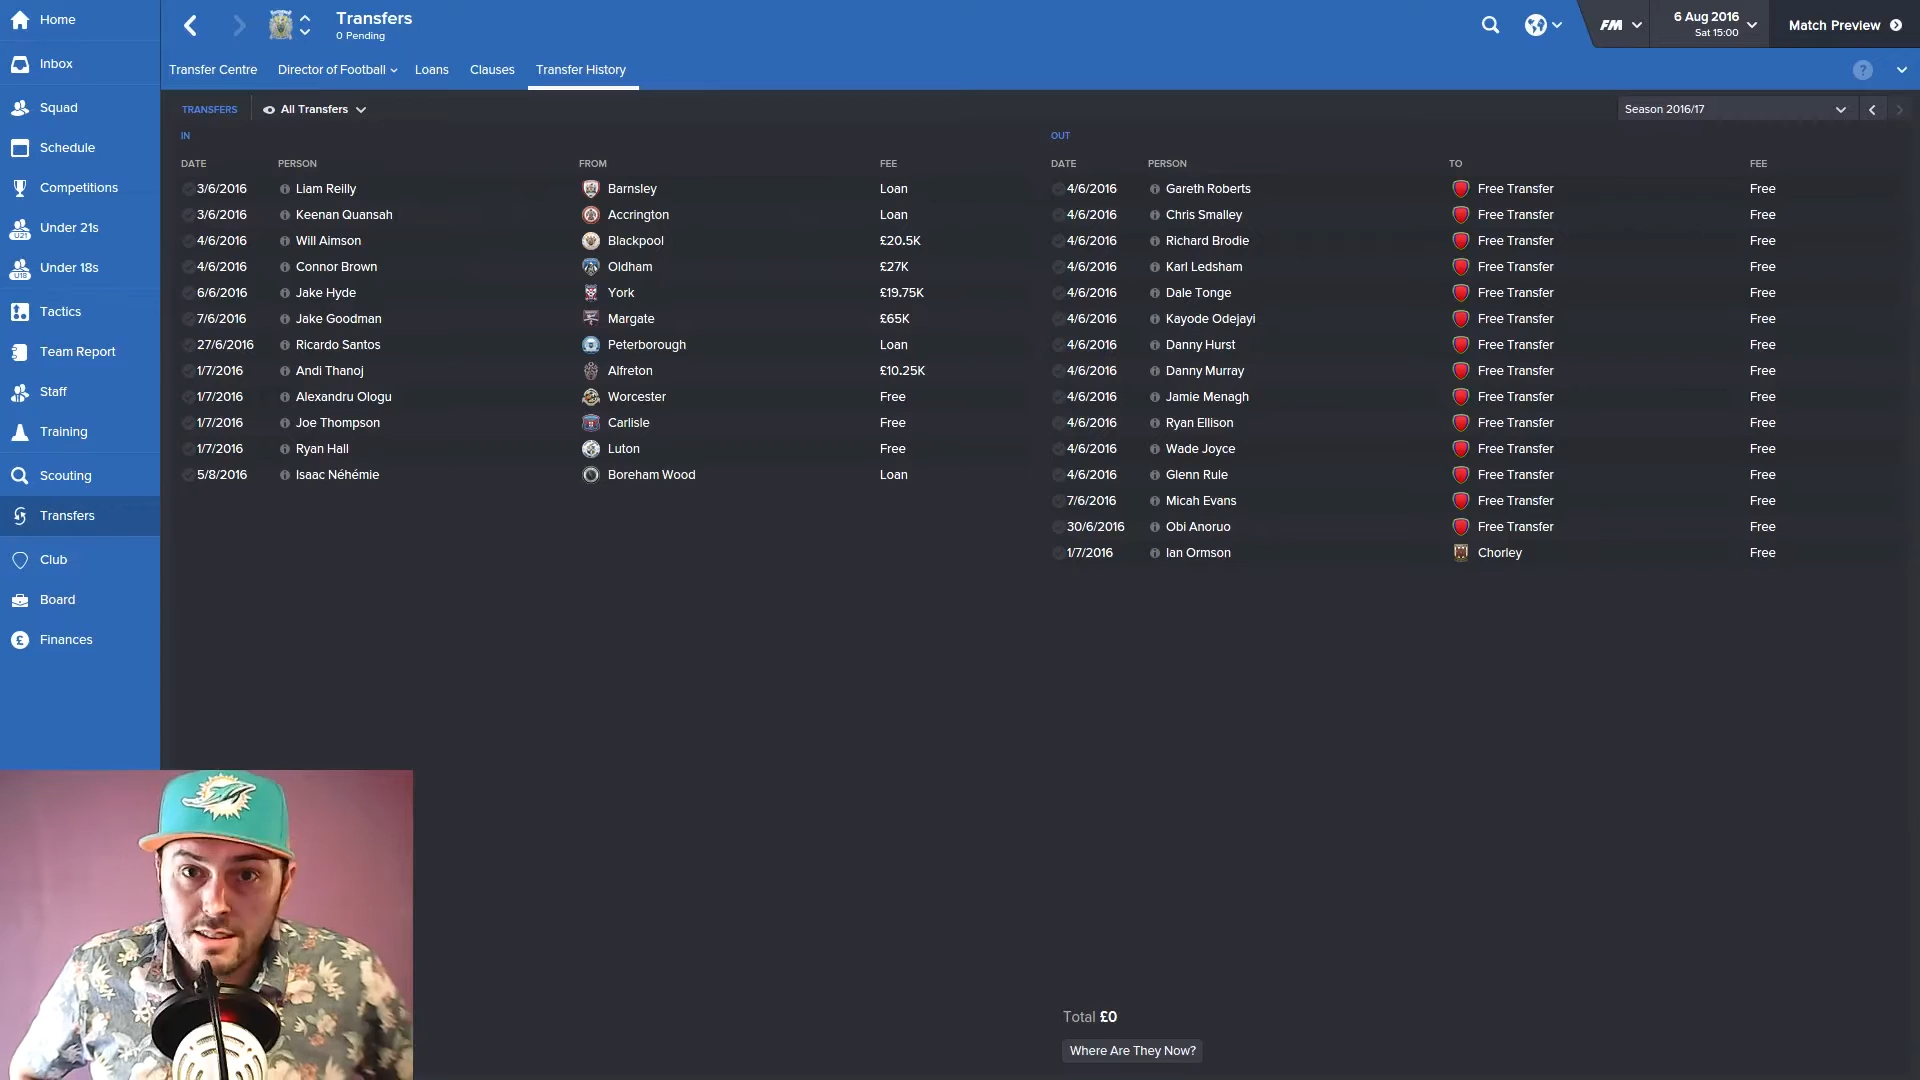 Home
Inbox
Squad
Schedule
Competitions
Under 21s
Under 18s
Tactics
Team Report
Staff
Training
Scouting
Transfers
Club
Board
Finances
Transfers
0 Pending
FM
6 Aug 2016
Sat 15:00
Match Preview
Transfer Centre Director of Football Loans Clauses Transfer History
?
TRANSFERS All Transfers
Season 2016/17
IN
DATE PERSON FROM FEE
3/6/2016 Liam Reilly Barnsley Loan
3/6/2016 Keenan Quansah Accrington Loan
4/6/2016 Will Aimson Blackpool £20.5K
4/6/2016 Connor Brown Oldham £27K
6/6/2016 Jake Hyde York £19.75K
7/6/2016 Jake Goodman Margate £65K
27/6/2016 Ricardo Santos Peterborough Loan
1/7/2016 Andi Thanoj Alfreton £10.25K
1/7/2016 Alexandru Ologu Worcester Free
1/7/2016 Joe Thompson Carlisle Free
1/7/2016 Ryan Hall Luton Free
5/8/2016 Isaac Néhémie Boreham Wood Loan
OUT
DATE PERSON TO FEE
4/6/2016 Gareth Roberts Free Transfer Free
4/6/2016 Chris Smalley Free Transfer Free
4/6/2016 Richard Brodie Free Transfer Free
4/6/2016 Karl Ledsham Free Transfer Free
4/6/2016 Dale Tonge Free Transfer Free
4/6/2016 Kayode Odejayi Free Transfer Free
4/6/2016 Danny Hurst Free Transfer Free
4/6/2016 Danny Murray Free Transfer Free
4/6/2016 Jamie Menagh Free Transfer Free
4/6/2016 Ryan Ellison Free Transfer Free
4/6/2016 Wade Joyce Free Transfer Free
4/6/2016 Glenn Rule Free Transfer Free
7/6/2016 Micah Evans Free Transfer Free
30/6/2016 Obi Anoruo Free Transfer Free
1/7/2016 Ian Ormson Chorley Free
Total £0
Where Are They Now?